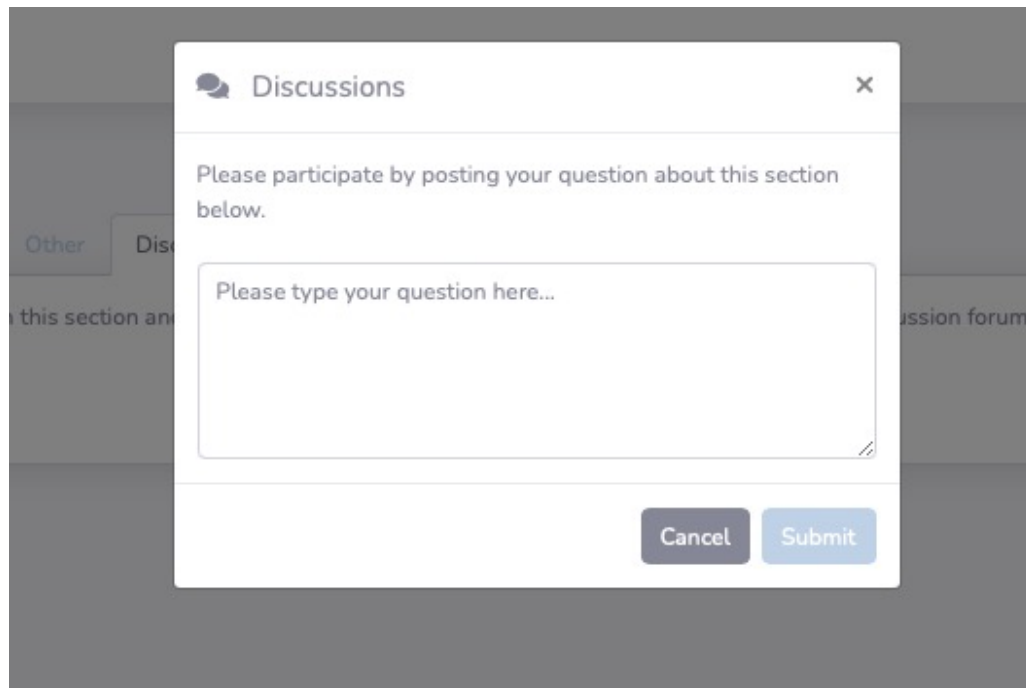 Discussions
×
Please participate by posting your question about this section
below.
Other
Please type your question here...
this section
ussion forum
Cancel
Submit